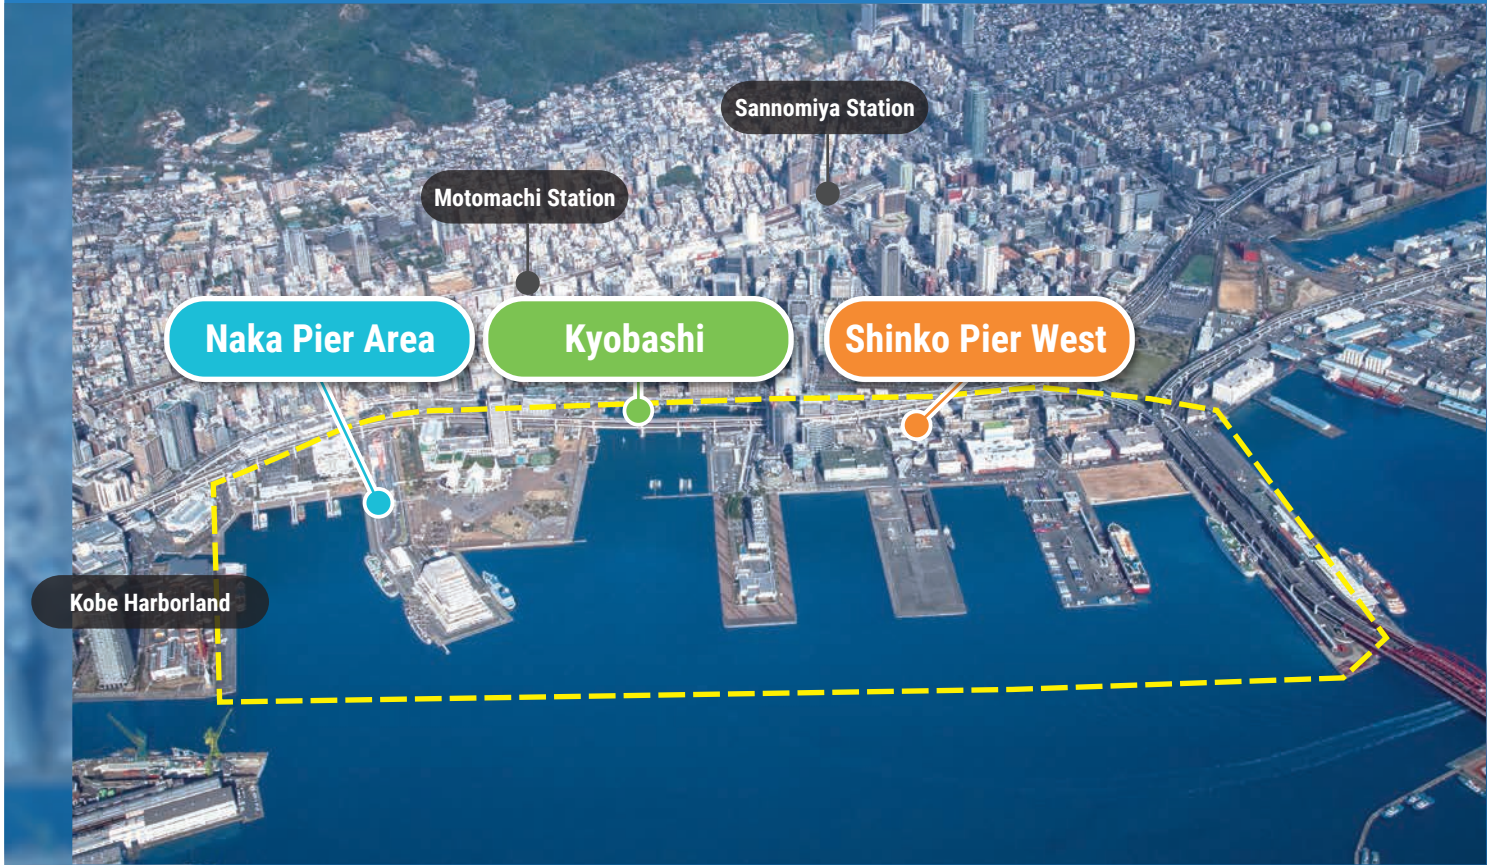 Sannomiya Station
Motomachi Station
Naka Pier Area
Kyobashi
Shinko Pier West
Kobe Harborland